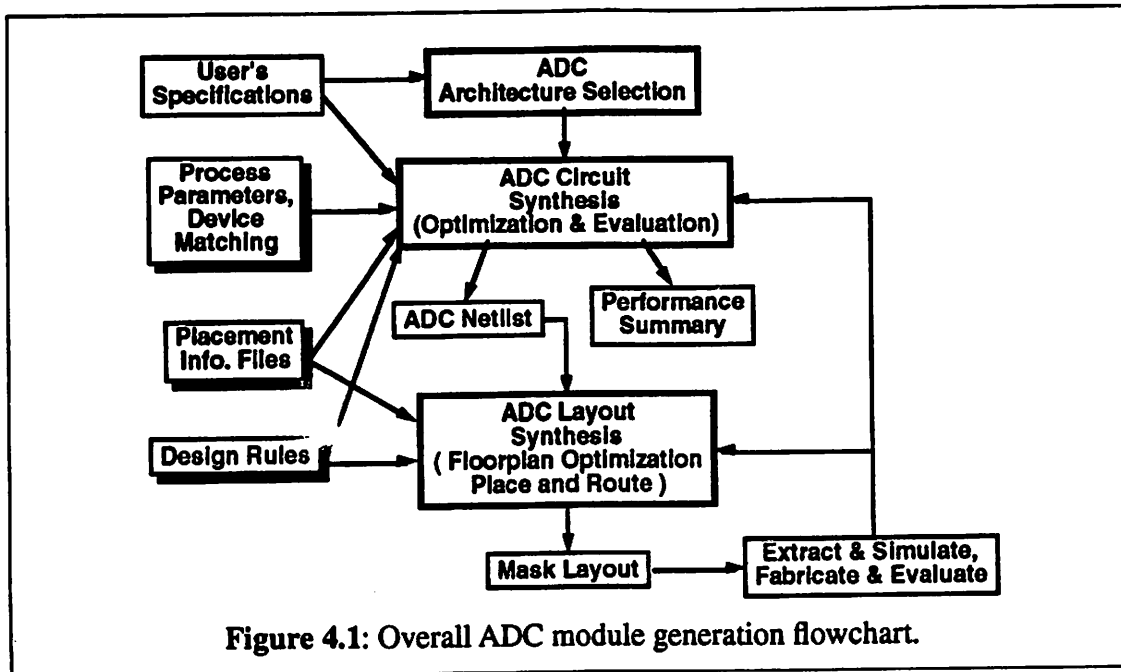 User's
Specifications
ADC
Architecture Selection
Process
Parameters,
Device
Matching
ADC Circuit
Synthesis
(Optimization & Evaluation)
ADC Netlist
Performance
Summary
Placement
Info. Files
ADC Layout
Synthesis
( Floorplan Optimization
Place and Route )
Design Rules
Mask Layout
Extract & Simulate,
Fabricate & Evaluate
Figure 4.1: Overall ADC module generation flowchart.